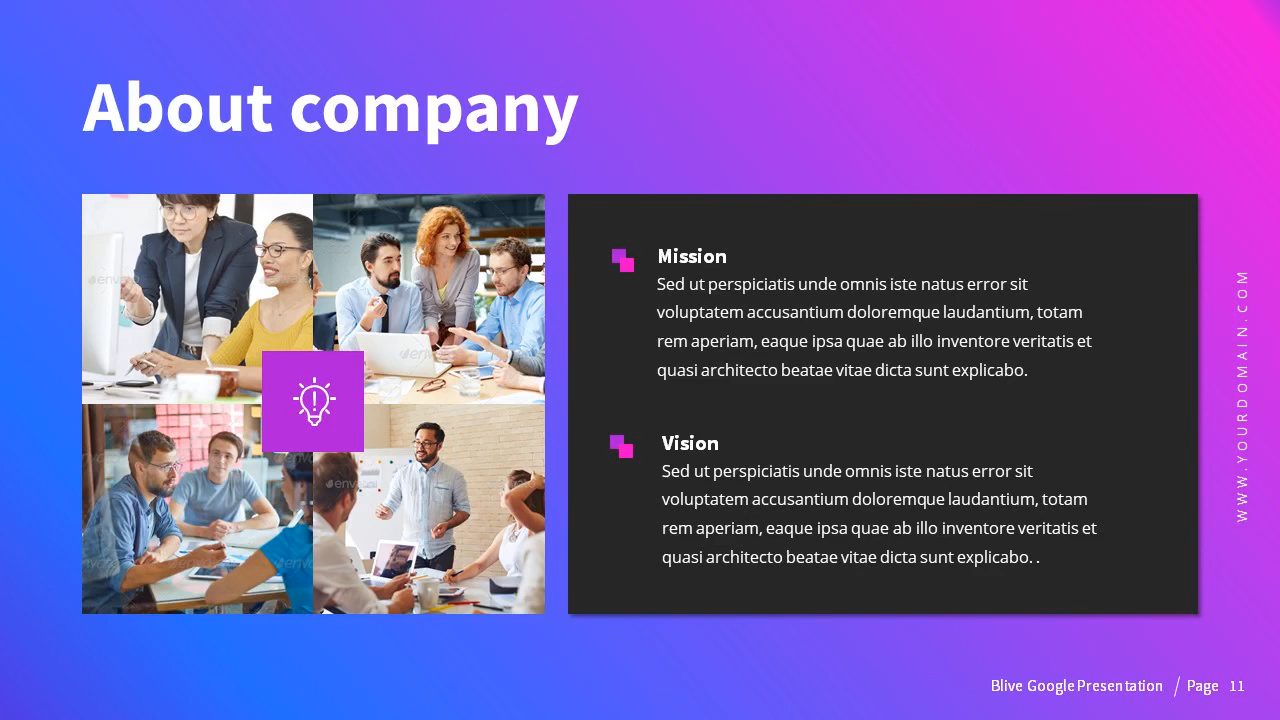 About company
Mission
Sed ut perspiciatis unde omnis iste natus error sit
voluptatem accusantium doloremque laudantium, totam
rem aperiam, eaque ipsa quae ab illo inventore veritatis et
quasi architecto beatae vitae dicta sunt explicabo.
Vision
Sed ut perspiciatis unde omnis iste natus error sit
voluptatem accusantium doloremque laudantium, totam
rem aperiam, eaque ipsa quae ab illo inventore veritatis et
quasi architecto beatae vitae dicta sunt explicabo. .
WWW.YOURDOMAIN.COM
Blive Google Presentation / Page 11